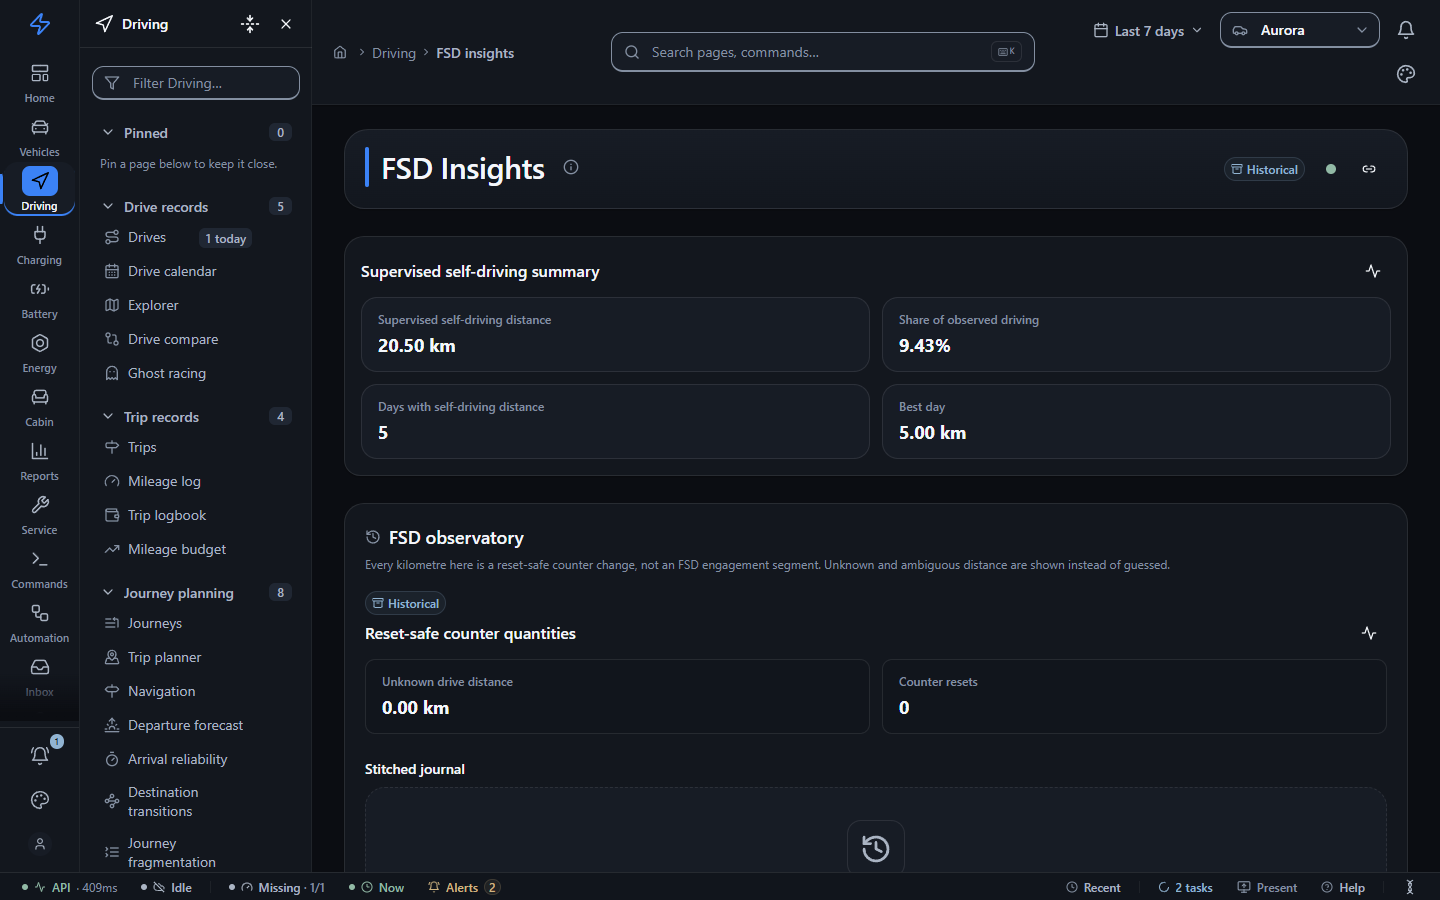 Home
Vehicles
Driving
Charging
Battery
Energy
Cabin
Reports
Service
Commands
Automation
Inbox
1
Driving
Filter Driving...
Pinned 0
Pin a page below to keep it close.
Drive records 5
Drives 1 today
Drive calendar
Explorer
Drive compare
Ghost racing
Trip records 4
Trips
Mileage log
Trip logbook
Mileage budget
Journey planning 8
Journeys
Trip planner
Navigation
Departure forecast
Arrival reliability
Destination
transitions
Journey
fragmentation
Driving FSD insights
Search pages, commands... K
Last 7 days
Aurora
FSD Insights
Historical
Supervised self-driving summary
Supervised self-driving distance
20.50 km
Share of observed driving
9.43%
Days with self-driving distance
5
Best day
5.00 km
FSD observatory
Every kilometre here is a reset-safe counter change, not an FSD engagement segment. Unknown and ambiguous distance are shown instead of guessed.
Historical
Reset-safe counter quantities
Unknown drive distance
0.00 km
Counter resets
0
Stitched journal
API · 409ms
Idle
Missing · 1/1
Now
Alerts 2
Recent
2 tasks
Present
Help